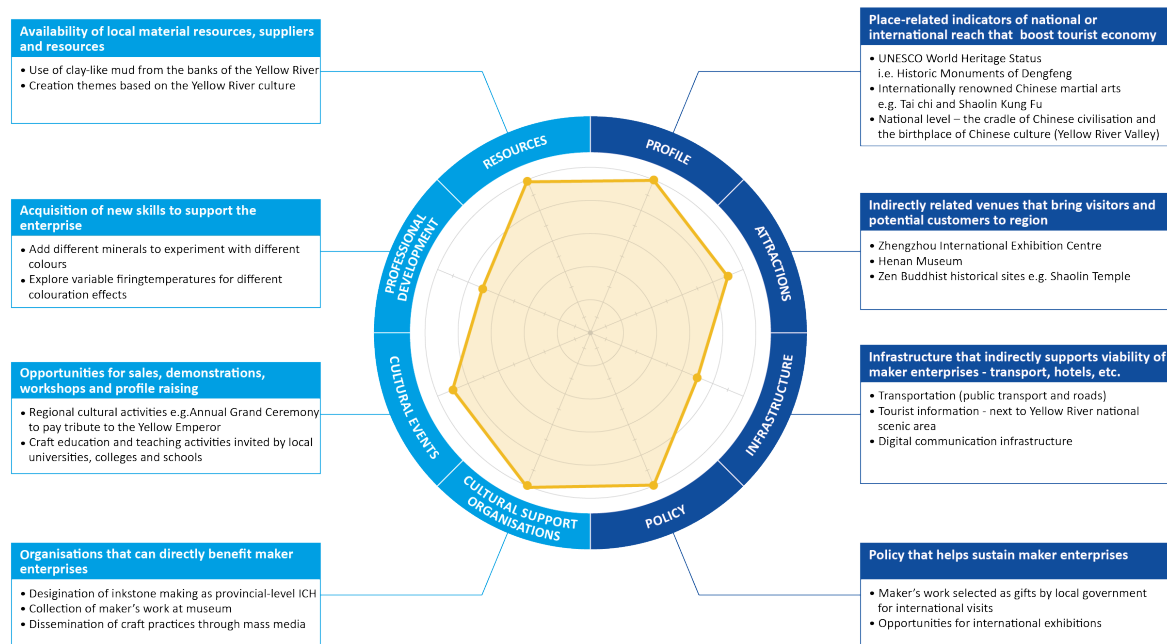 Availability of local material resources, suppliers
and resources
• Use of clay-like mud from the banks of the Yellow River
• Creation themes based on the Yellow River culture
Acquisition of new skills to support the
enterprise
• Add different minerals to experiment with different
colours
• Explore variable firingtemperatures for different
colouration effects
Opportunities for sales, demonstrations,
workshops and profile raising
• Regional cultural activities e.g.Annual Grand Ceremony
to pay tribute to the Yellow Emperor
• Craft education and teaching activities invited by local
universities, colleges and schools
Organisations that can directly benefit maker
enterprises
• Designation of inkstone making as provincial-level ICH
• Collection of maker's work at museum
• Dissemination of craft practices through mass media
RESOURCES
PROFILE
PROFESSIONAL
DEVELOPMENT
ATTRACTIONS
CULTURAL EVENTS
INFRASTRUCTURE
CULTURAL SUPPORT
ORGANISATIONS
POLICY
Place-related indicators of national or
international reach that boost tourist economy
• UNESCO World Heritage Status
i.e. Historic Monuments of Dengfeng
• Internationally renowned Chinese martial arts
e.g. Tai chi and Shaolin Kung Fu
• National level – the cradle of Chinese civilisation and
the birthplace of Chinese culture (Yellow River Valley)
Indirectly related venues that bring visitors and
potential customers to region
• Zhengzhou International Exhibition Centre
• Henan Museum
• Zen Buddhist historical sites e.g. Shaolin Temple
Infrastructure that indirectly supports viability of
maker enterprises - transport, hotels, etc.
• Transportation (public transport and roads)
• Tourist information - next to Yellow River national
scenic area
• Digital communication infrastructure
Policy that helps sustain maker enterprises
• Maker's work selected as gifts by local government
for international visits
• Opportunities for international exhibitions